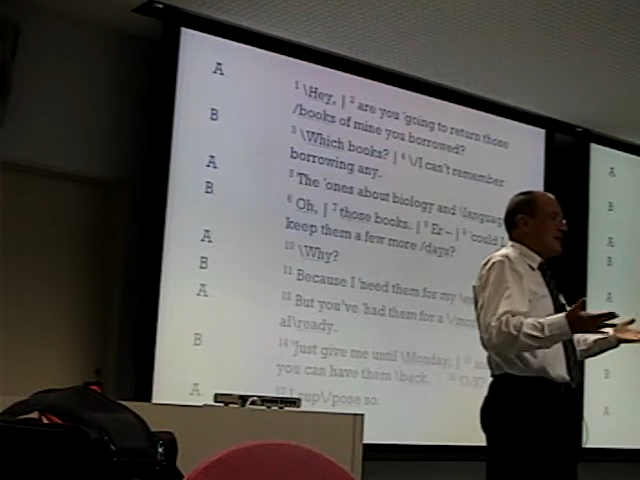 A 1 \Hey, | 2 are you 'going to return those
/books of mine you borrowed?
B 3 \Which books? | 4 \/I can't remember
borrowing any.
A 5 The 'ones about biology and \language
B 6 Oh, | 7 those books. | 8 Er – | 9 'could I
keep them a few more /days?
A 10 \Why?
B 11 Because I 'need them for my
A 12 But you've 'had them for a
al\ready.
B 14 'Just give me until \Monday, | 15
you can have them \back. 16
A 17 I sup\/pose so.
A
B
A
B
A
B
A